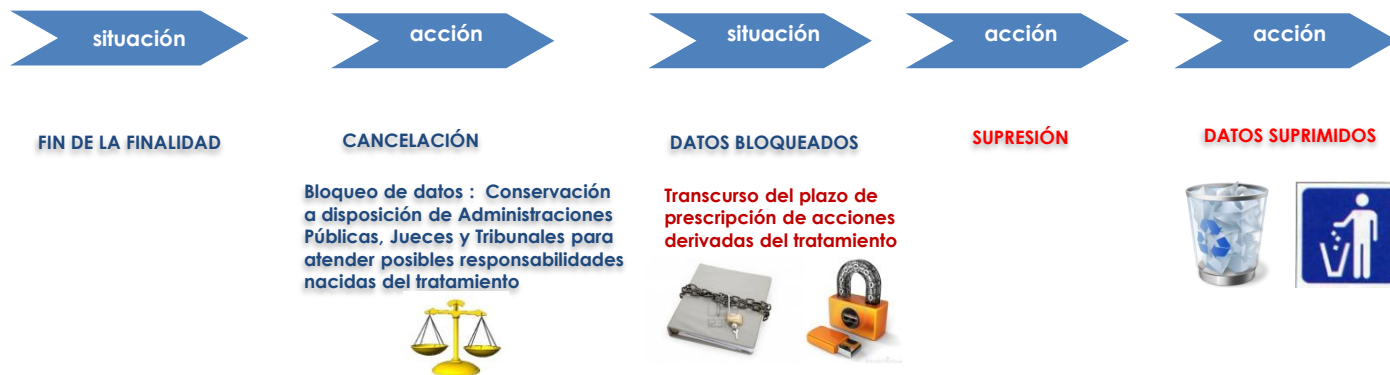 situación
acción
situación
acción
acción
FIN DE LA FINALIDAD
CANCELACIÓN
DATOS BLOQUEADOS
SUPRESIÓN
DATOS SUPRIMIDOS
Bloqueo de datos : Conservación
a disposición de Administraciones
Públicas, Jueces y Tribunales para
atender posibles responsabilidades
nacidas del tratamiento
Transcurso del plazo de
prescripción de acciones
derivadas del tratamiento